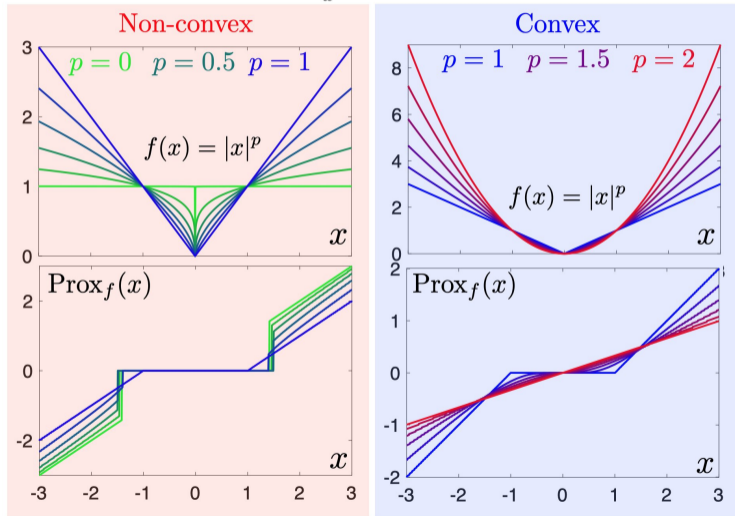 Non-convex
p = 0 p = 0.5 p = 1
f(x) = |x|^p
3
2
1
0
x
Prox_f(x)
2
0
-2
x
-3 -2 -1 0 1 2 3
Convex
p = 1 p = 1.5 p = 2
f(x) = |x|^p
8
6
4
2
0
x
Prox_f(x)
2
1
0
-1
-2
x
-3 -2 -1 0 1 2 3